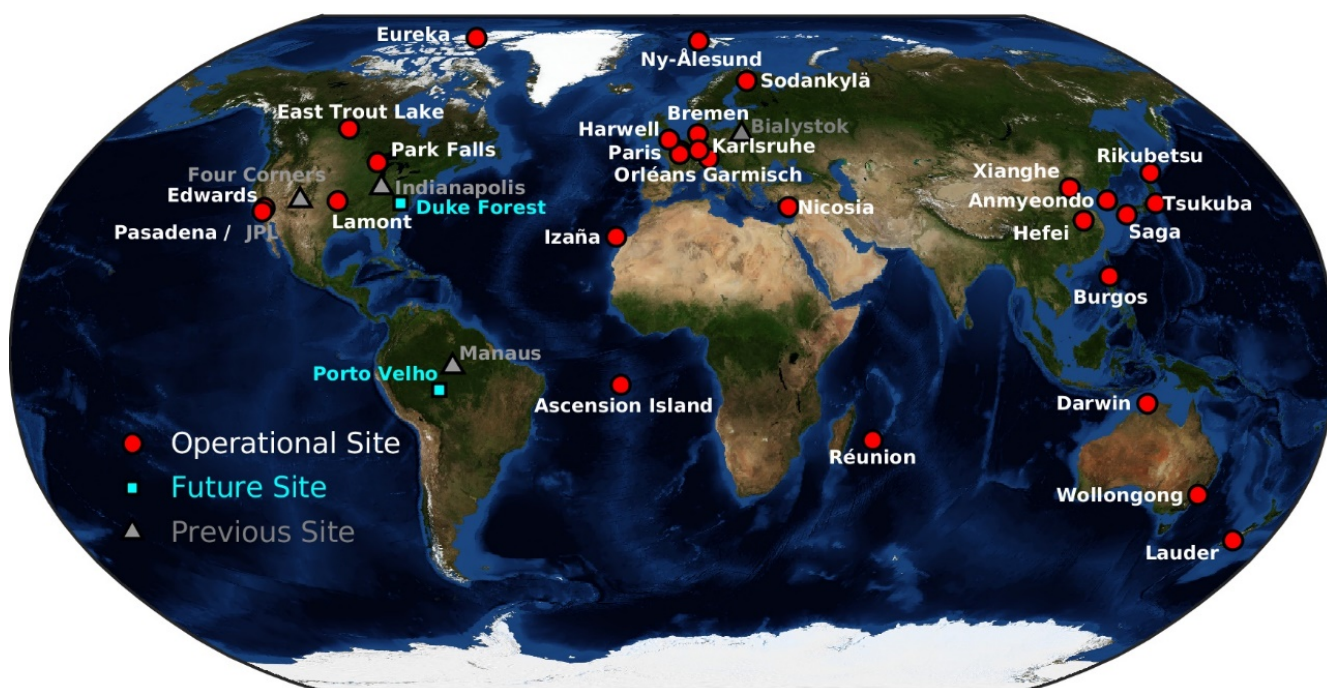 Eureka
Ny-Ålesund
Sodankylä
East Trout Lake
Bremen
Harwell
Bialystok
Park Falls
Paris
Karlsruhe
Rikubetsu
Four Corners
Xianghe
Orléans Garmisch
Indianapolis
Edwards
Anmyeondo
Tsukuba
Duke Forest
Nicosia
Lamont
Saga
Pasadena / JPL
Hefei
Izaña
Burgos
Manaus
Porto Velho
Ascension Island
Darwin
Operational Site
Réunion
Future Site
Wollongong
Previous Site
Lauder